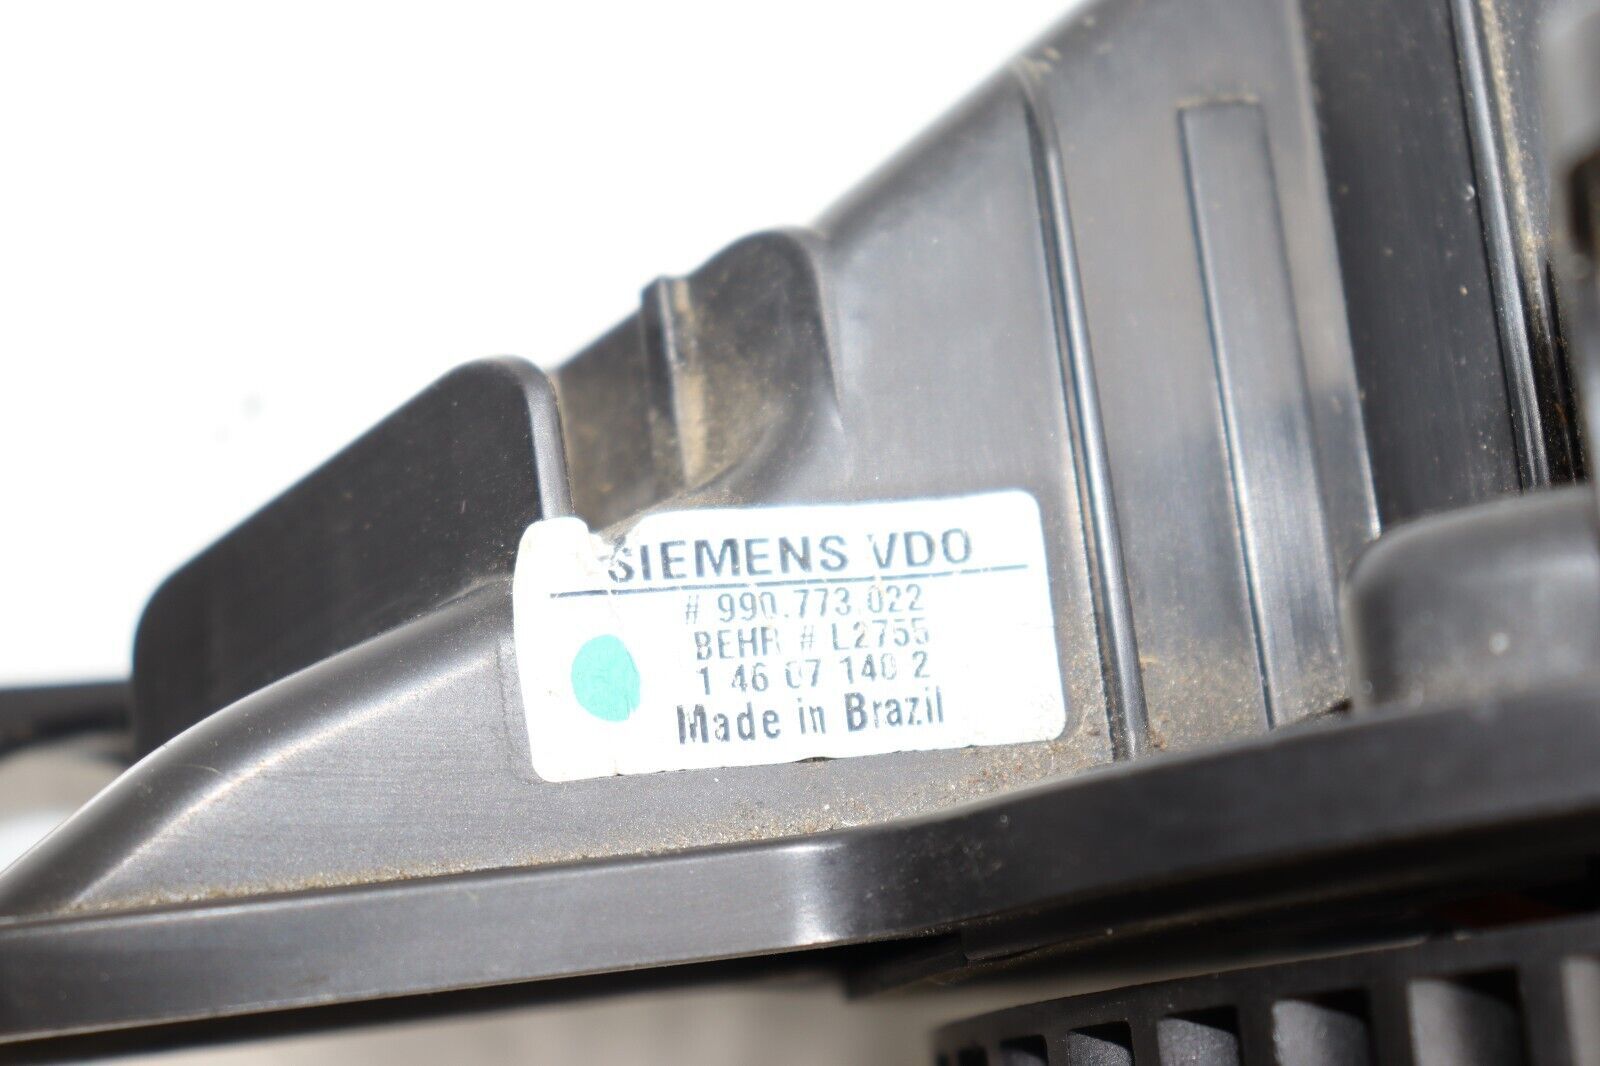 SIEMENS VDO
# 990.773.022
BEHR # L2755
1 46 07 140 2
Made in Brazil